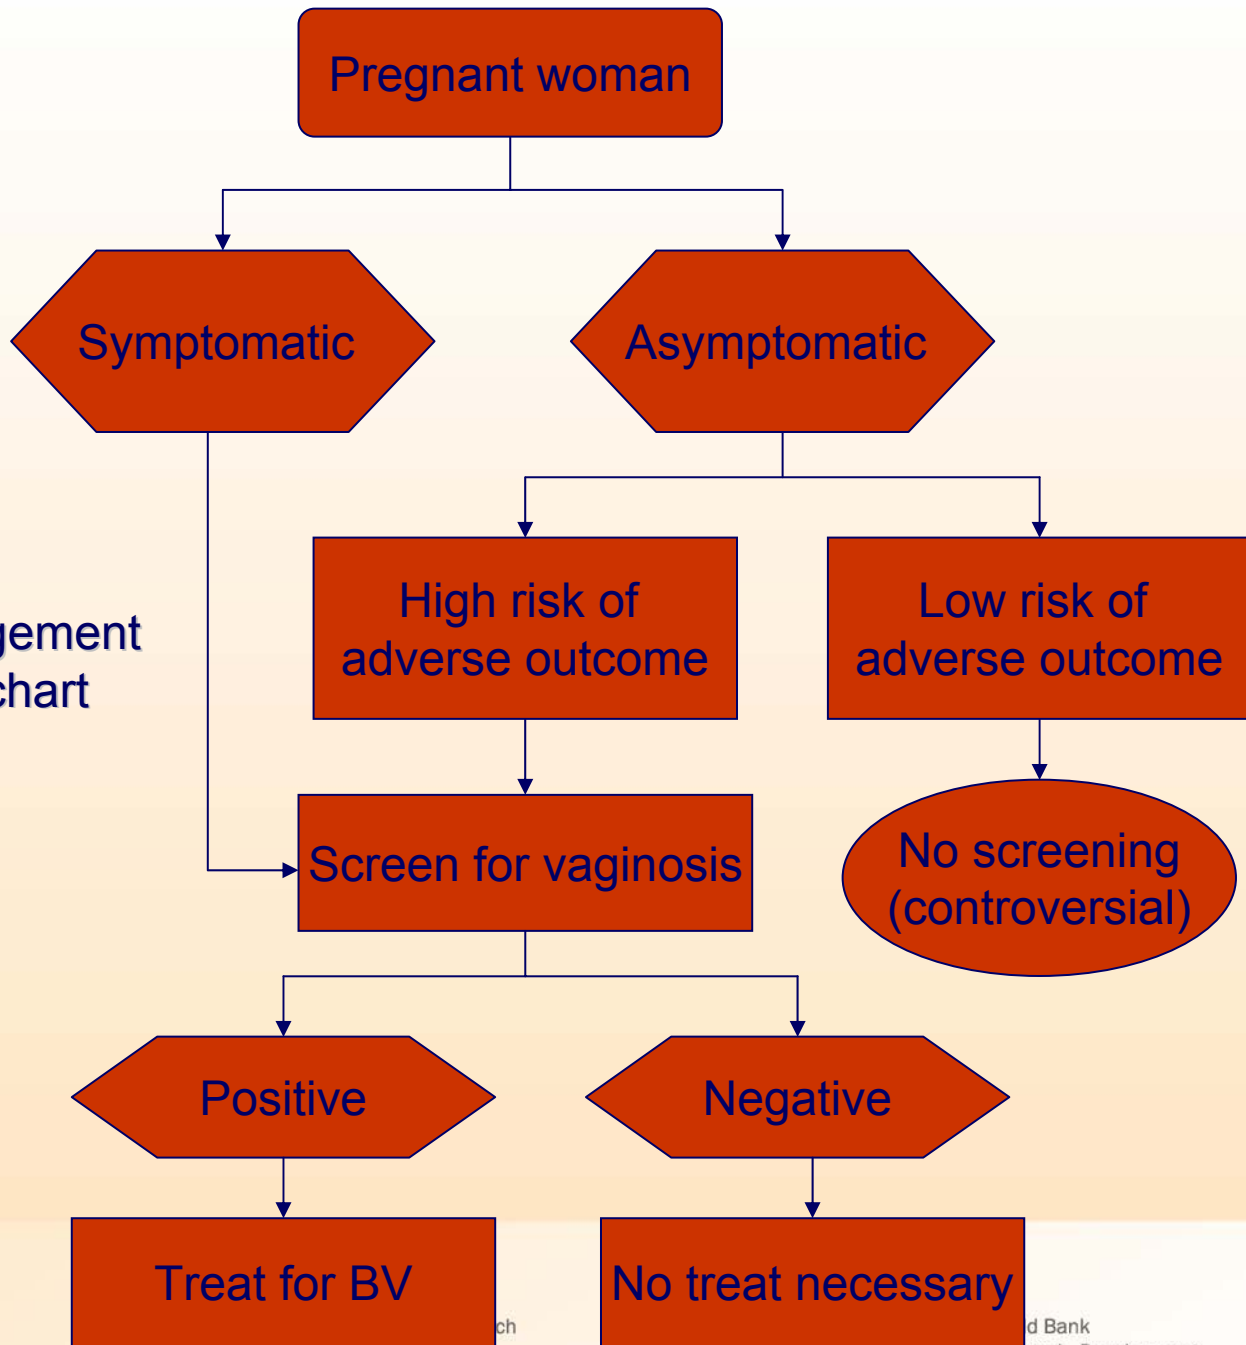 Pregnant woman
Symptomatic
Asymptomatic
High risk of
adverse outcome
Low risk of
adverse outcome
gement
chart
Screen for vaginosis
No screening
(controversial)
Positive
Negative
Treat for BV
No treat necessary
ch
d Bank